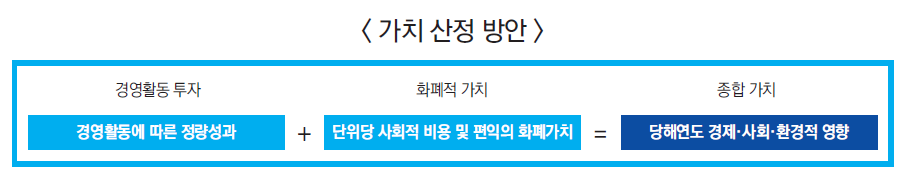 〈 가치 산정 방안 〉
경영활동 투자 화폐적 가치 종합 가치
경영활동에 따른 정량성과 + 단위당 사회적 비용 및 편익의 화폐가치 = 당해연도 경제·사회·환경적 영향